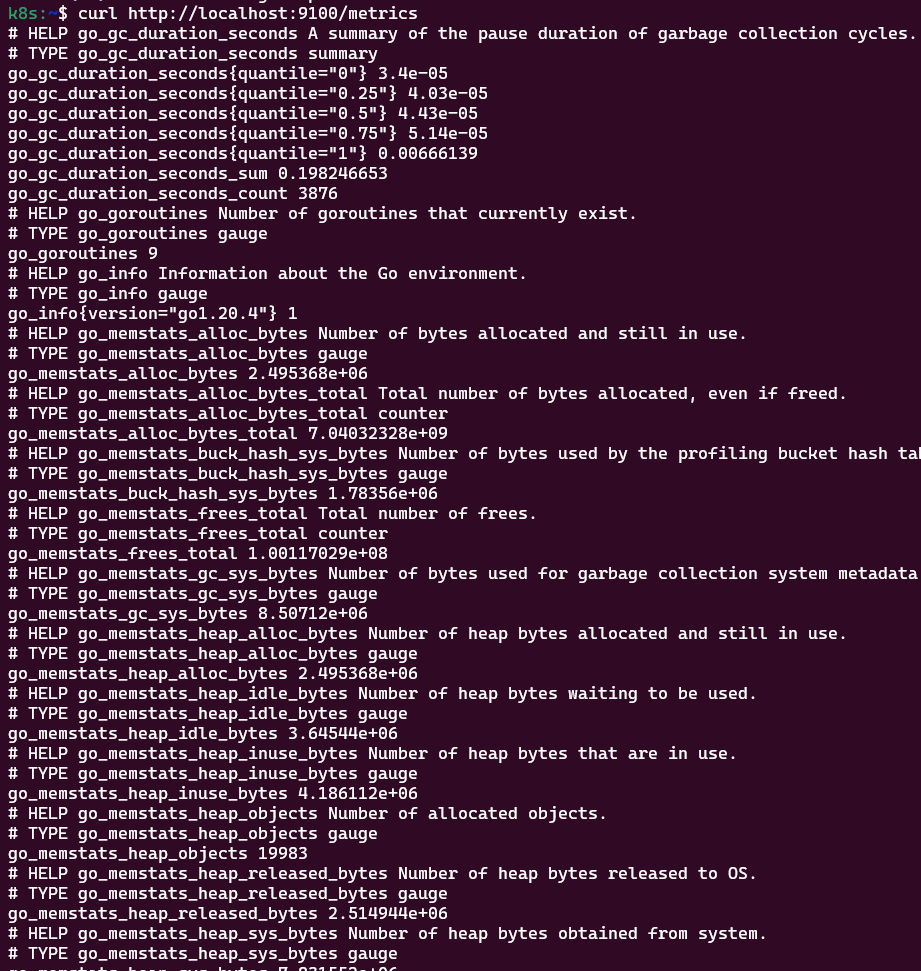 k8s:~$ curl http://localhost:9100/metrics
# HELP go_gc_duration_seconds A summary of the pause duration of garbage collection cycles.
# TYPE go_gc_duration_seconds summary
go_gc_duration_seconds{quantile="0"} 3.4e-05
go_gc_duration_seconds{quantile="0.25"} 4.03e-05
go_gc_duration_seconds{quantile="0.5"} 4.43e-05
go_gc_duration_seconds{quantile="0.75"} 5.14e-05
go_gc_duration_seconds{quantile="1"} 0.00666139
go_gc_duration_seconds_sum 0.198246653
go_gc_duration_seconds_count 3876
# HELP go_goroutines Number of goroutines that currently exist.
# TYPE go_goroutines gauge
go_goroutines 9
# HELP go_info Information about the Go environment.
# TYPE go_info gauge
go_info{version="go1.20.4"} 1
# HELP go_memstats_alloc_bytes Number of bytes allocated and still in use.
# TYPE go_memstats_alloc_bytes gauge
go_memstats_alloc_bytes 2.495368e+06
# HELP go_memstats_alloc_bytes_total Total number of bytes allocated, even if freed.
# TYPE go_memstats_alloc_bytes_total counter
go_memstats_alloc_bytes_total 7.04032328e+09
# HELP go_memstats_buck_hash_sys_bytes Number of bytes used by the profiling bucket hash ta
# TYPE go_memstats_buck_hash_sys_bytes gauge
go_memstats_buck_hash_sys_bytes 1.78356e+06
# HELP go_memstats_frees_total Total number of frees.
# TYPE go_memstats_frees_total counter
go_memstats_frees_total 1.00117029e+08
# HELP go_memstats_gc_sys_bytes Number of bytes used for garbage collection system metadata
# TYPE go_memstats_gc_sys_bytes gauge
go_memstats_gc_sys_bytes 8.50712e+06
# HELP go_memstats_heap_alloc_bytes Number of heap bytes allocated and still in use.
# TYPE go_memstats_heap_alloc_bytes gauge
go_memstats_heap_alloc_bytes 2.495368e+06
# HELP go_memstats_heap_idle_bytes Number of heap bytes waiting to be used.
# TYPE go_memstats_heap_idle_bytes gauge
go_memstats_heap_idle_bytes 3.64544e+06
# HELP go_memstats_heap_inuse_bytes Number of heap bytes that are in use.
# TYPE go_memstats_heap_inuse_bytes gauge
go_memstats_heap_inuse_bytes 4.186112e+06
# HELP go_memstats_heap_objects Number of allocated objects.
# TYPE go_memstats_heap_objects gauge
go_memstats_heap_objects 19983
# HELP go_memstats_heap_released_bytes Number of heap bytes released to OS.
# TYPE go_memstats_heap_released_bytes gauge
go_memstats_heap_released_bytes 2.514944e+06
# HELP go_memstats_heap_sys_bytes Number of heap bytes obtained from system.
# TYPE go_memstats_heap_sys_bytes gauge